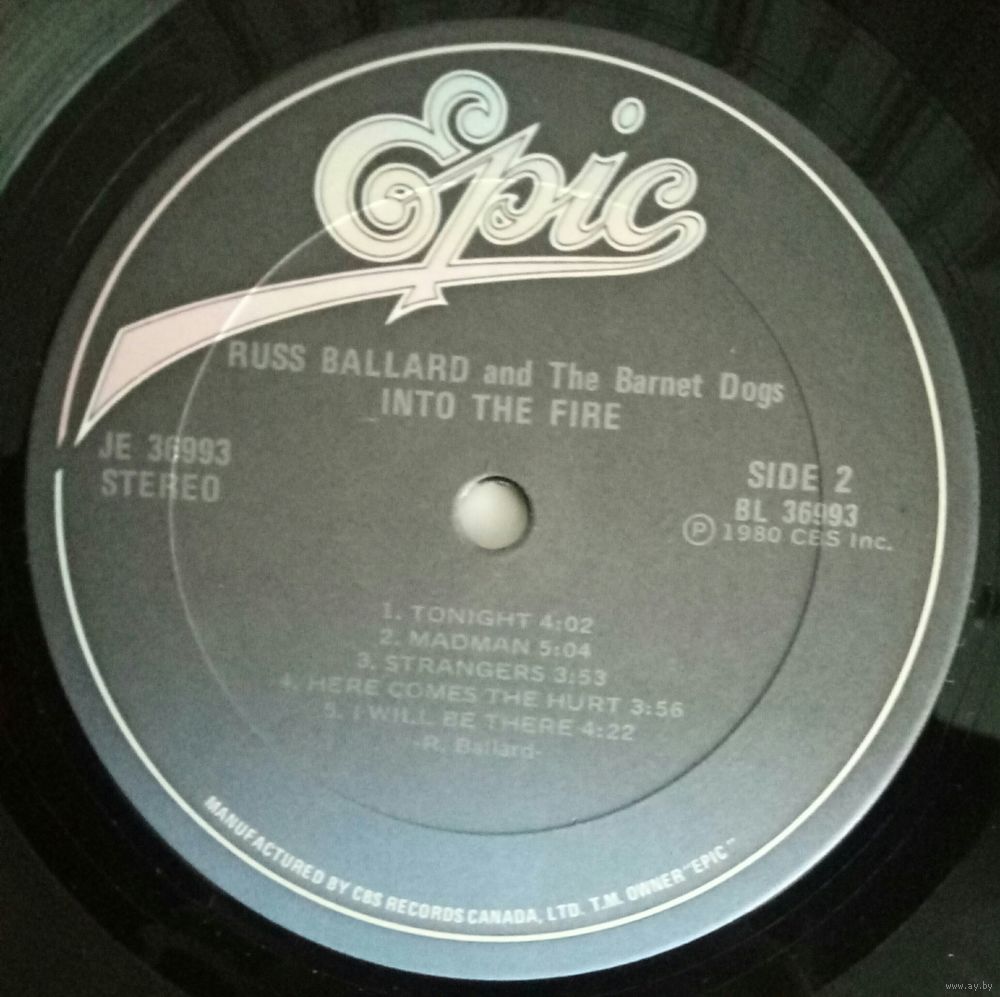 Epic
RUSS BALLARD and The Barnet Dogs
INTO THE FIRE
JE 36993
STEREO
SIDE 2
BL 36993
Ⓟ 1980 CBS Inc.
1. TONIGHT 4:02
2. MADMAN 5:04
3. STRANGERS 3:53
4. HERE COMES THE HURT 3:56
5. I WILL BE THERE 4:22
-R. Ballard-
MANUFACTURED BY CBS RECORDS CANADA, LTD. T.M. OWNER "EPIC"
www.ay.by